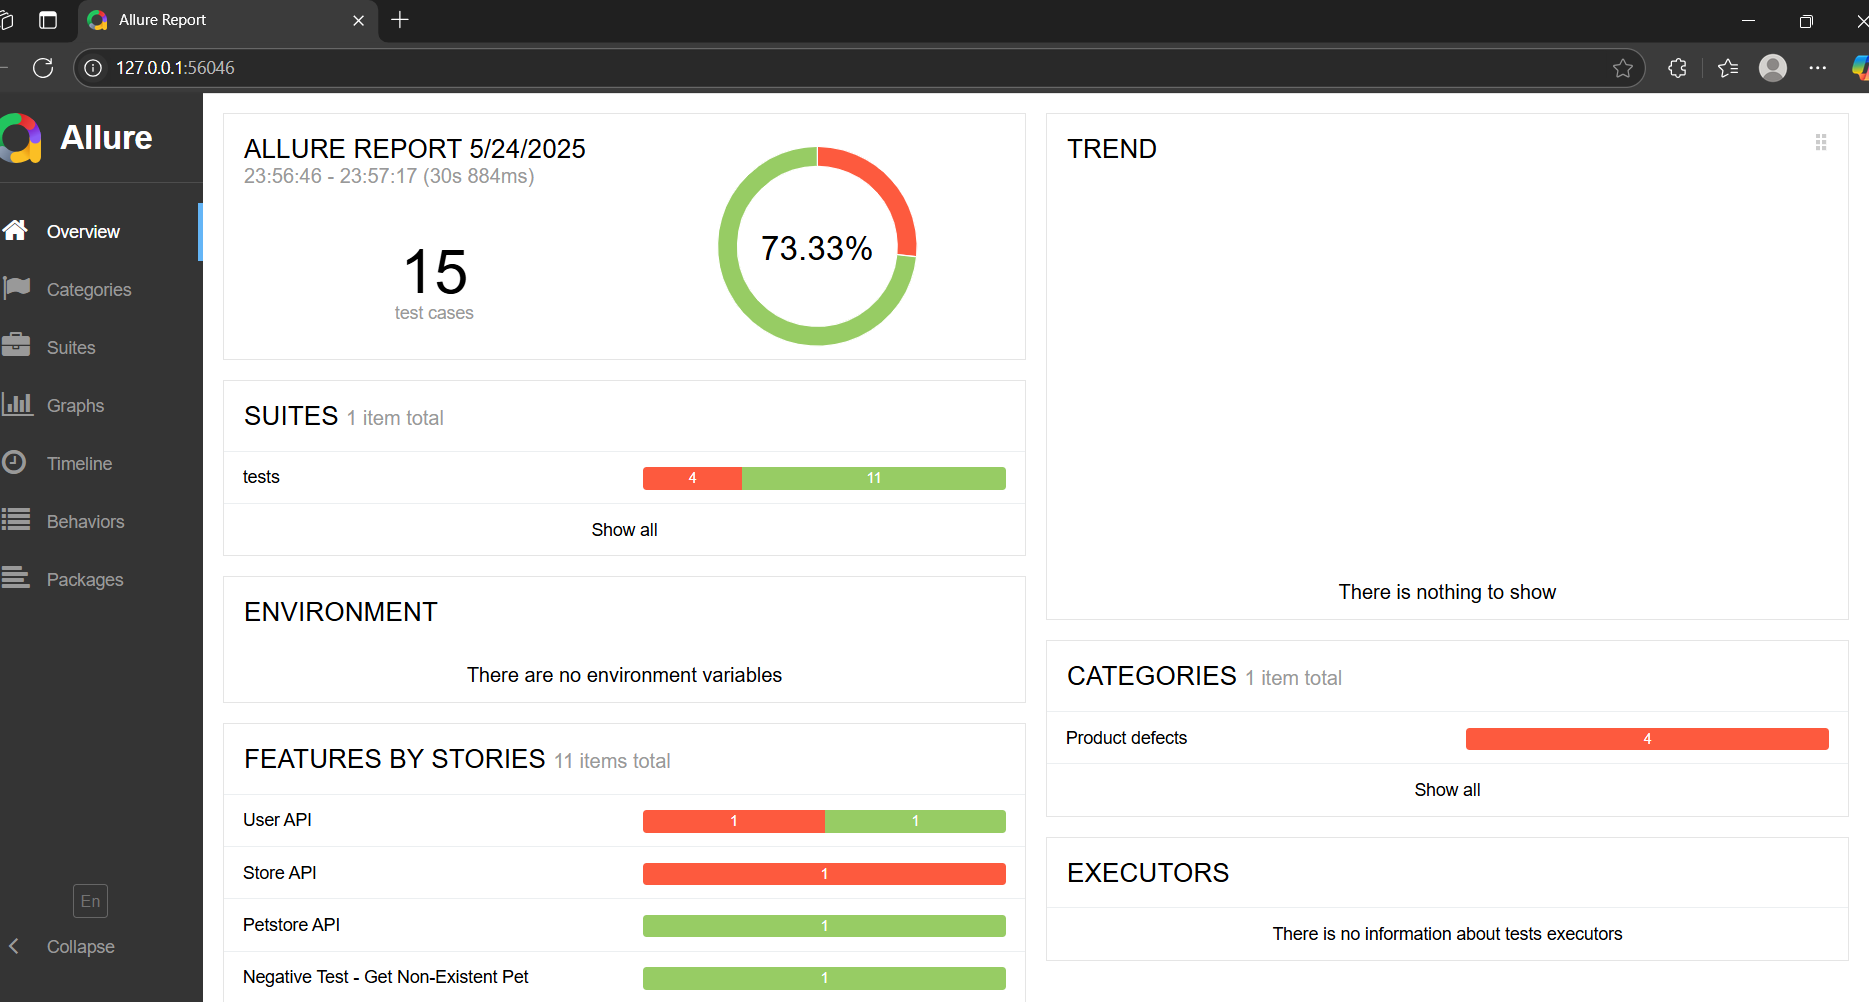 Allure Report
127.0.0.1:56046
Allure
Overview
Categories
Suites
Graphs
Timeline
Behaviors
Packages
En
Collapse
ALLURE REPORT 5/24/2025
23:56:46 - 23:57:17 (30s 884ms)
15
test cases
73.33%
SUITES 1 item total
tests 4 11
Show all
ENVIRONMENT
There are no environment variables
FEATURES BY STORIES 11 items total
User API 1 1
Store API 1
Petstore API 1
Negative Test - Get Non-Existent Pet 1
TREND
There is nothing to show
CATEGORIES 1 item total
Product defects 4
Show all
EXECUTORS
There is no information about tests executors